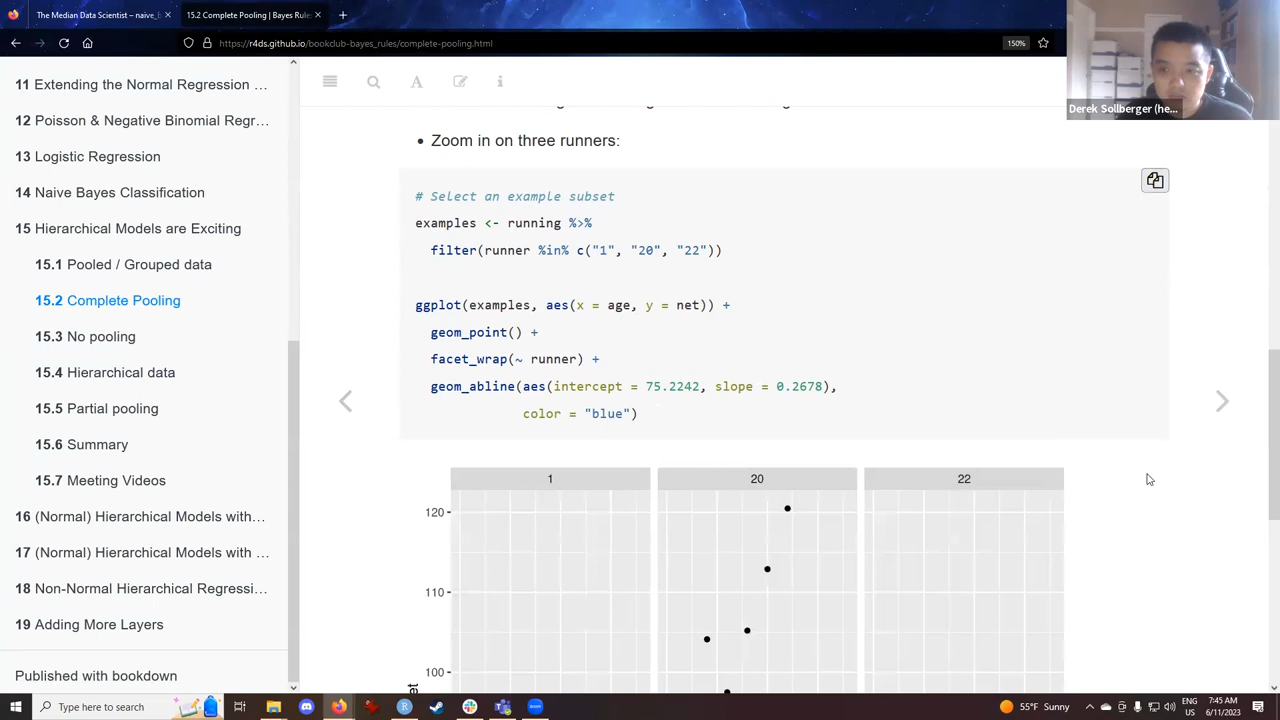 The Median Data Scientist – naive_b
15.2 Complete Pooling | Bayes Rule
https://r4ds.github.io/bookclub-bayes_rules/complete-pooling.html
150%
Derek Sollberger (he...
11 Extending the Normal Regression ...
12 Poisson & Negative Binomial Regr...
13 Logistic Regression
14 Naive Bayes Classification
15 Hierarchical Models are Exciting
15.1 Pooled / Grouped data
15.2 Complete Pooling
15.3 No pooling
15.4 Hierarchical data
15.5 Partial pooling
15.6 Summary
15.7 Meeting Videos
16 (Normal) Hierarchical Models with...
17 (Normal) Hierarchical Models with ...
18 Non-Normal Hierarchical Regressi...
19 Adding More Layers
Published with bookdown
• Zoom in on three runners:
# Select an example subset
examples <- running %>%
filter(runner %in% c("1", "20", "22"))
ggplot(examples, aes(x = age, y = net)) +
geom_point() +
facet_wrap(~ runner) +
geom_abline(aes(intercept = 75.2242, slope = 0.2678),
color = "blue")
1 20 22
120
110
100
Type here to search
55°F Sunny
ENG
US
7:45 AM
6/11/2023